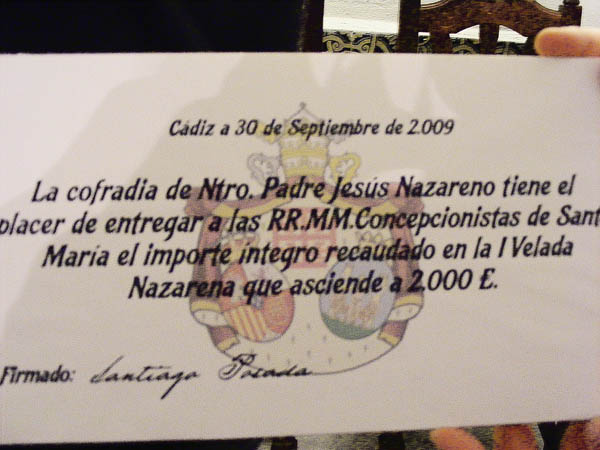 Cádiz a 30 de Septiembre de 2.009
La cofradia de Ntro. Padre Jesús Nazareno tiene el
placer de entregar a las RR.MM.Concepcionistas de Sant
María el importe íntegro recaudado en la I Velada
Nazarena que asciende a 2.000 €.
Firmado: Santiago Posada